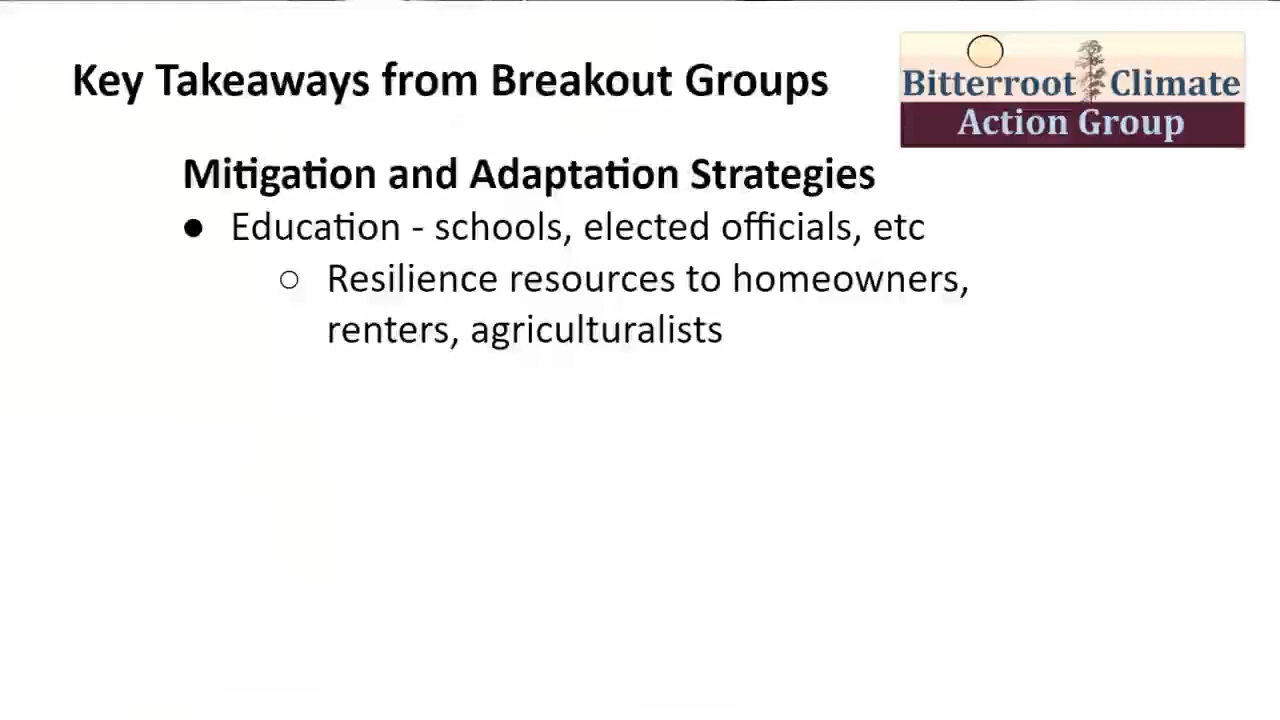 Key Takeaways from Breakout Groups
Bitterroot Climate
Action Group
Mitigation and Adaptation Strategies
● Education - schools, elected officials, etc
○ Resilience resources to homeowners,
renters, agriculturalists